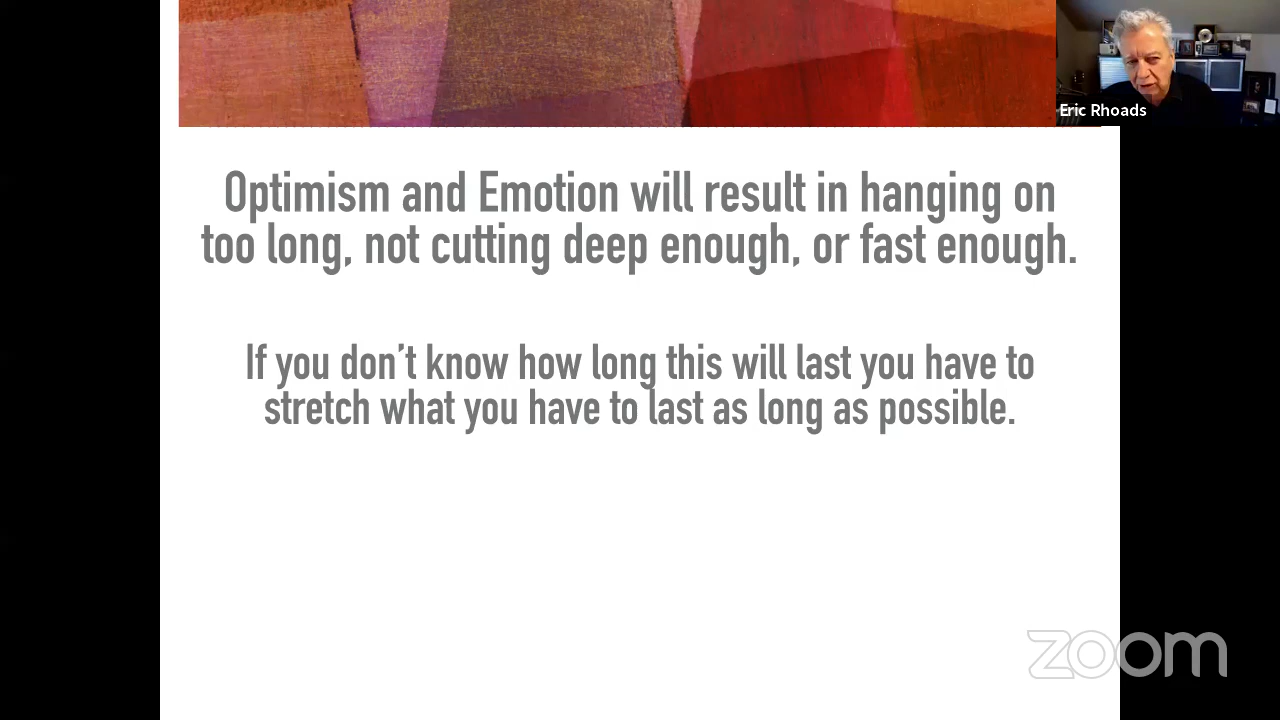 Eric Rhoads
Optimism and Emotion will result in hanging on
too long, not cutting deep enough, or fast enough.
If you don’t know how long this will last you have to
stretch what you have to last as long as possible.
zoom